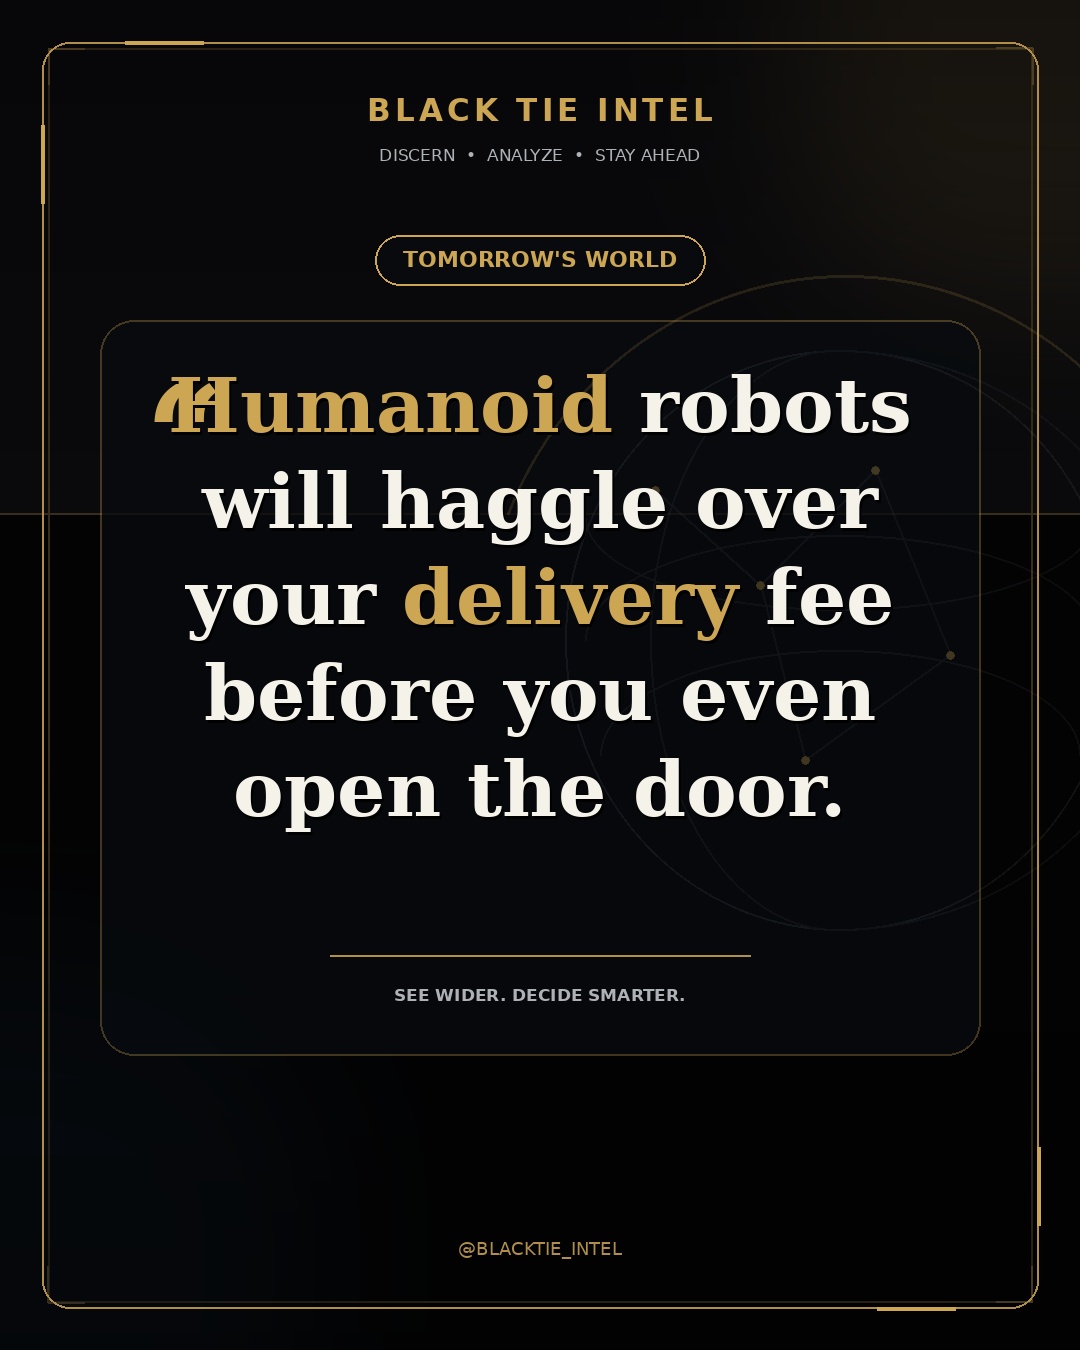 BLACK TIE INTEL
DISCERN • ANALYZE • STAY AHEAD
TOMORROW'S WORLD
“Humanoid robots
will haggle over
your delivery fee
before you even
open the door.
SEE WIDER. DECIDE SMARTER.
@BLACKTIE_INTEL